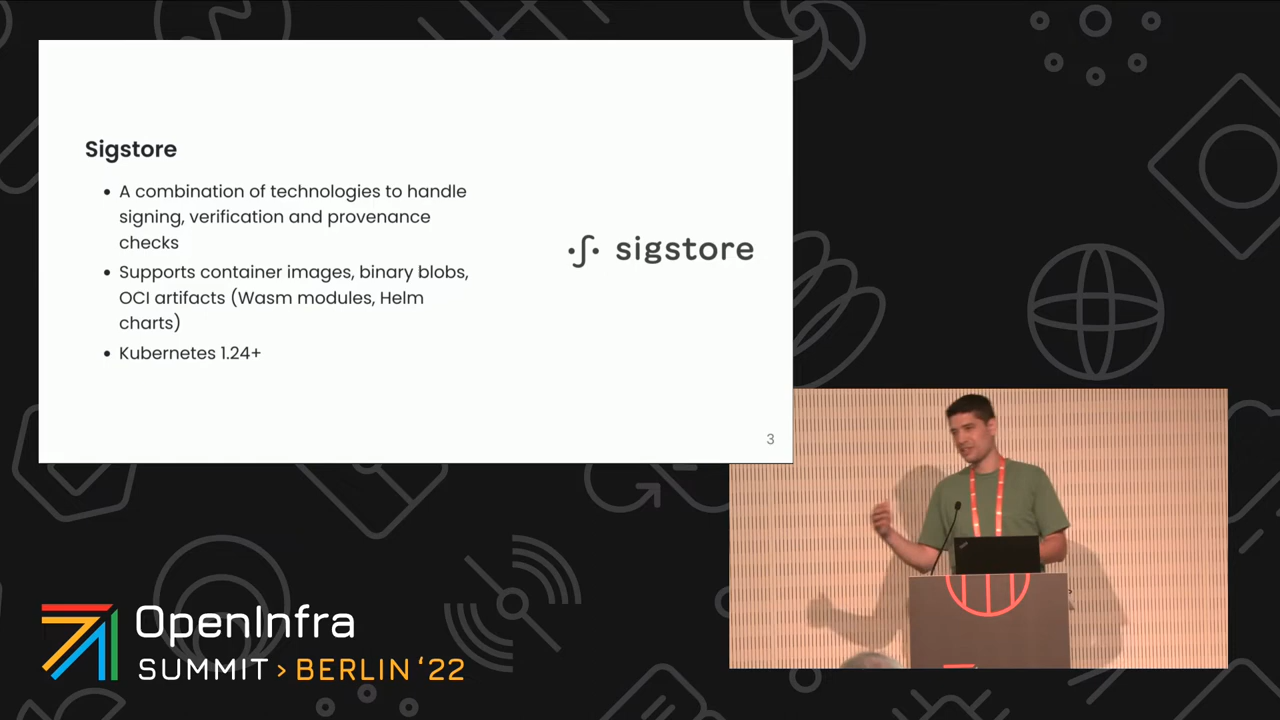 Sigstore
• A combination of technologies to handle
signing, verification and provenance
checks
• Supports container images, binary blobs,
OCI artifacts (Wasm modules, Helm
charts)
• Kubernetes 1.24+
sigstore
3
OpenInfra
SUMMIT > BERLIN ‘22